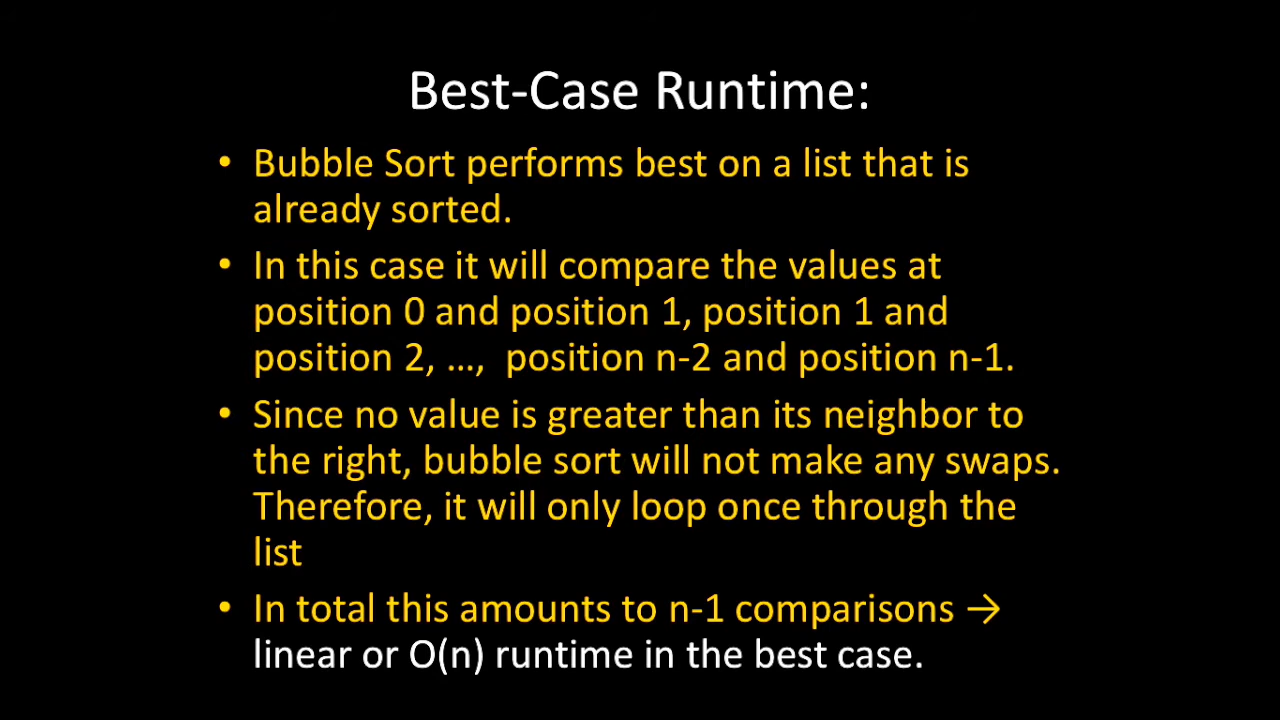 Best-Case Runtime:
• Bubble Sort performs best on a list that is
already sorted.
• In this case it will compare the values at
position 0 and position 1, position 1 and
position 2, …, position n-2 and position n-1.
• Since no value is greater than its neighbor to
the right, bubble sort will not make any swaps.
Therefore, it will only loop once through the
list
• In total this amounts to n-1 comparisons →
linear or O(n) runtime in the best case.